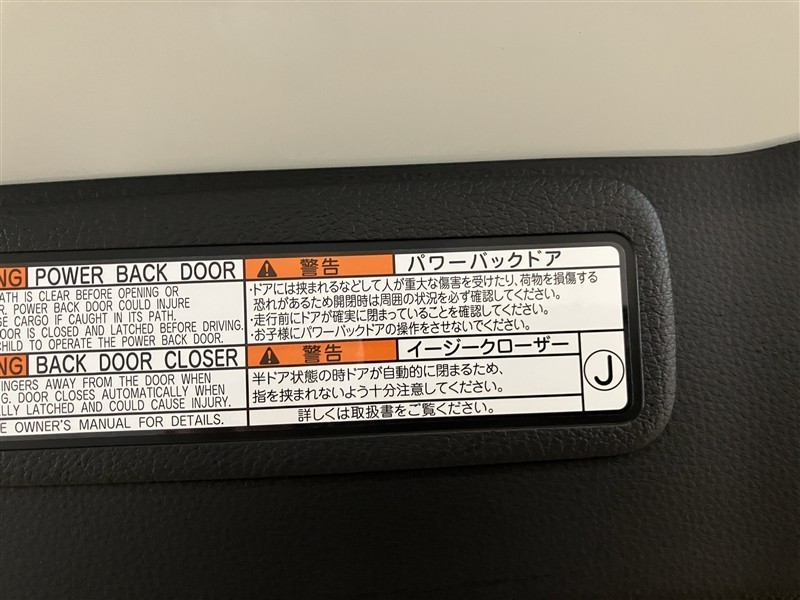 NG POWER BACK DOOR
ATH IS CLEAR BEFORE OPENING OR
R. POWER BACK DOOR COULD INJURE
GE CARGO IF CAUGHT IN ITS PATH.
OOR IS CLOSED AND LATCHED BEFORE DRIVING.
CHILD TO OPERATE THE POWER BACK DOOR.
NG BACK DOOR CLOSER
INGERS AWAY FROM THE DOOR WHEN
G. DOOR CLOSES AUTOMATICALLY WHEN
LLY LATCHED AND COULD CAUSE INJURY.
E OWNER'S MANUAL FOR DETAILS.
警告 パワーバックドア
・ドアには挟まれるなどして人が重大な傷害を受けたり、荷物を損傷する
恐れがあるため開閉時は周囲の状況を必ず確認してください。
・走行前にドアが確実に閉まっていることを確認してください。
・お子様にパワーバックドアの操作をさせないでください。
警告 イージークローザー
半ドア状態の時ドアが自動的に閉まるため、
指を挟まれないよう十分注意してください。
詳しくは取扱書をご覧ください。
J